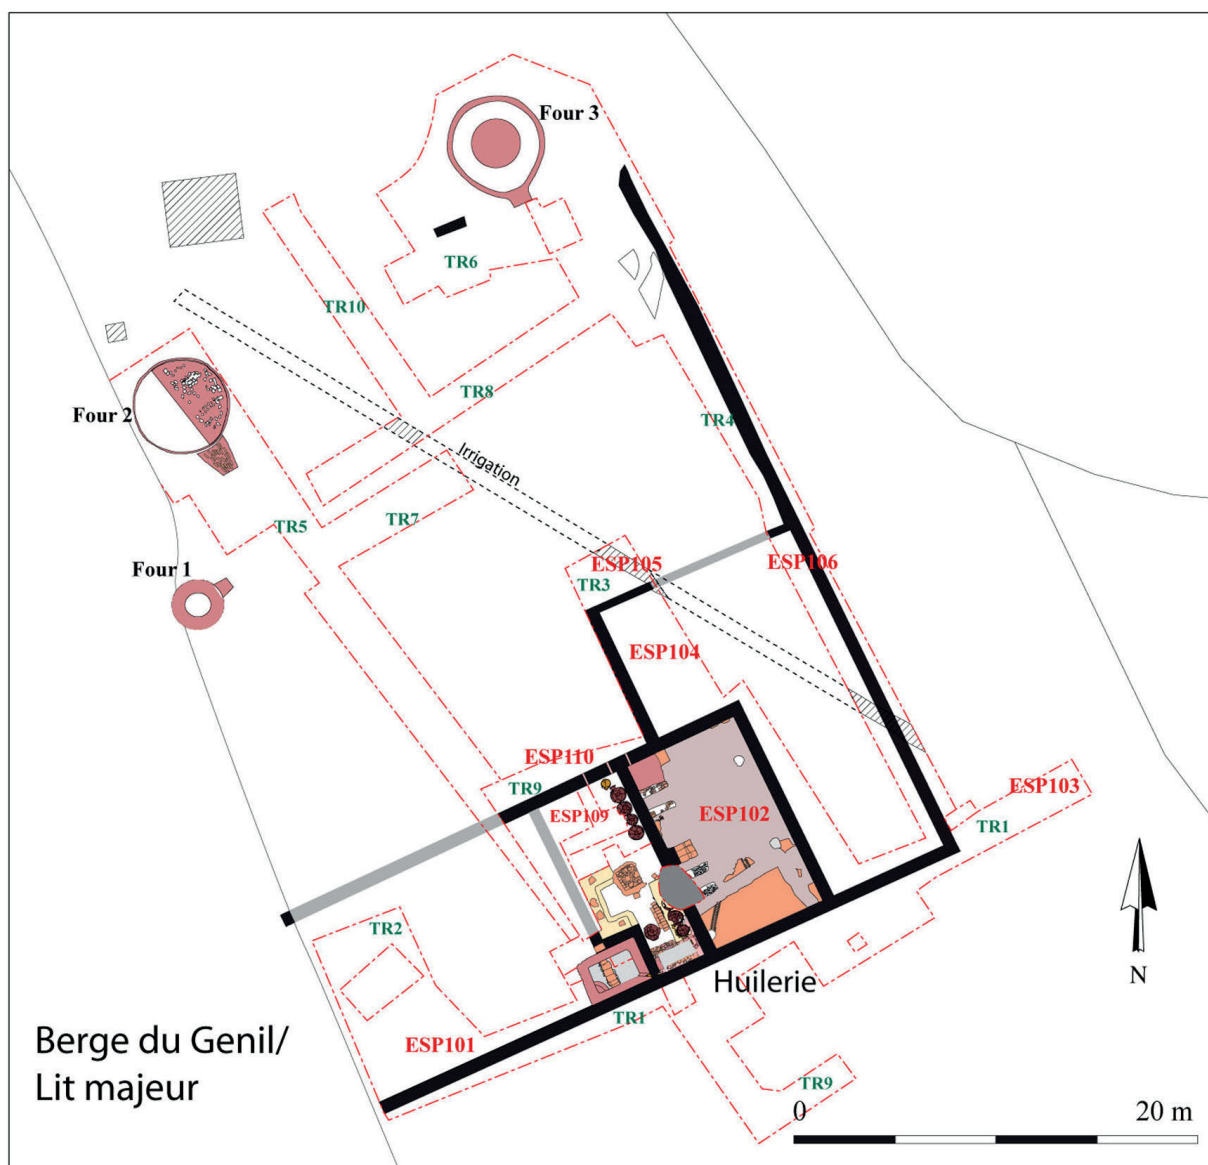 Four 3
TR6
TR10
Four 2
TR8
TR4
Irrigation
TR5
TR7
Four 1
ESP105
ESP106
TR3
ESP104
ESP110
TR9
ESP109
ESP102
ESP103
TR1
TR2
N
Huilerie
TR1
ESP101
Berge du Genil/
Lit majeur
TR9
0
20 m